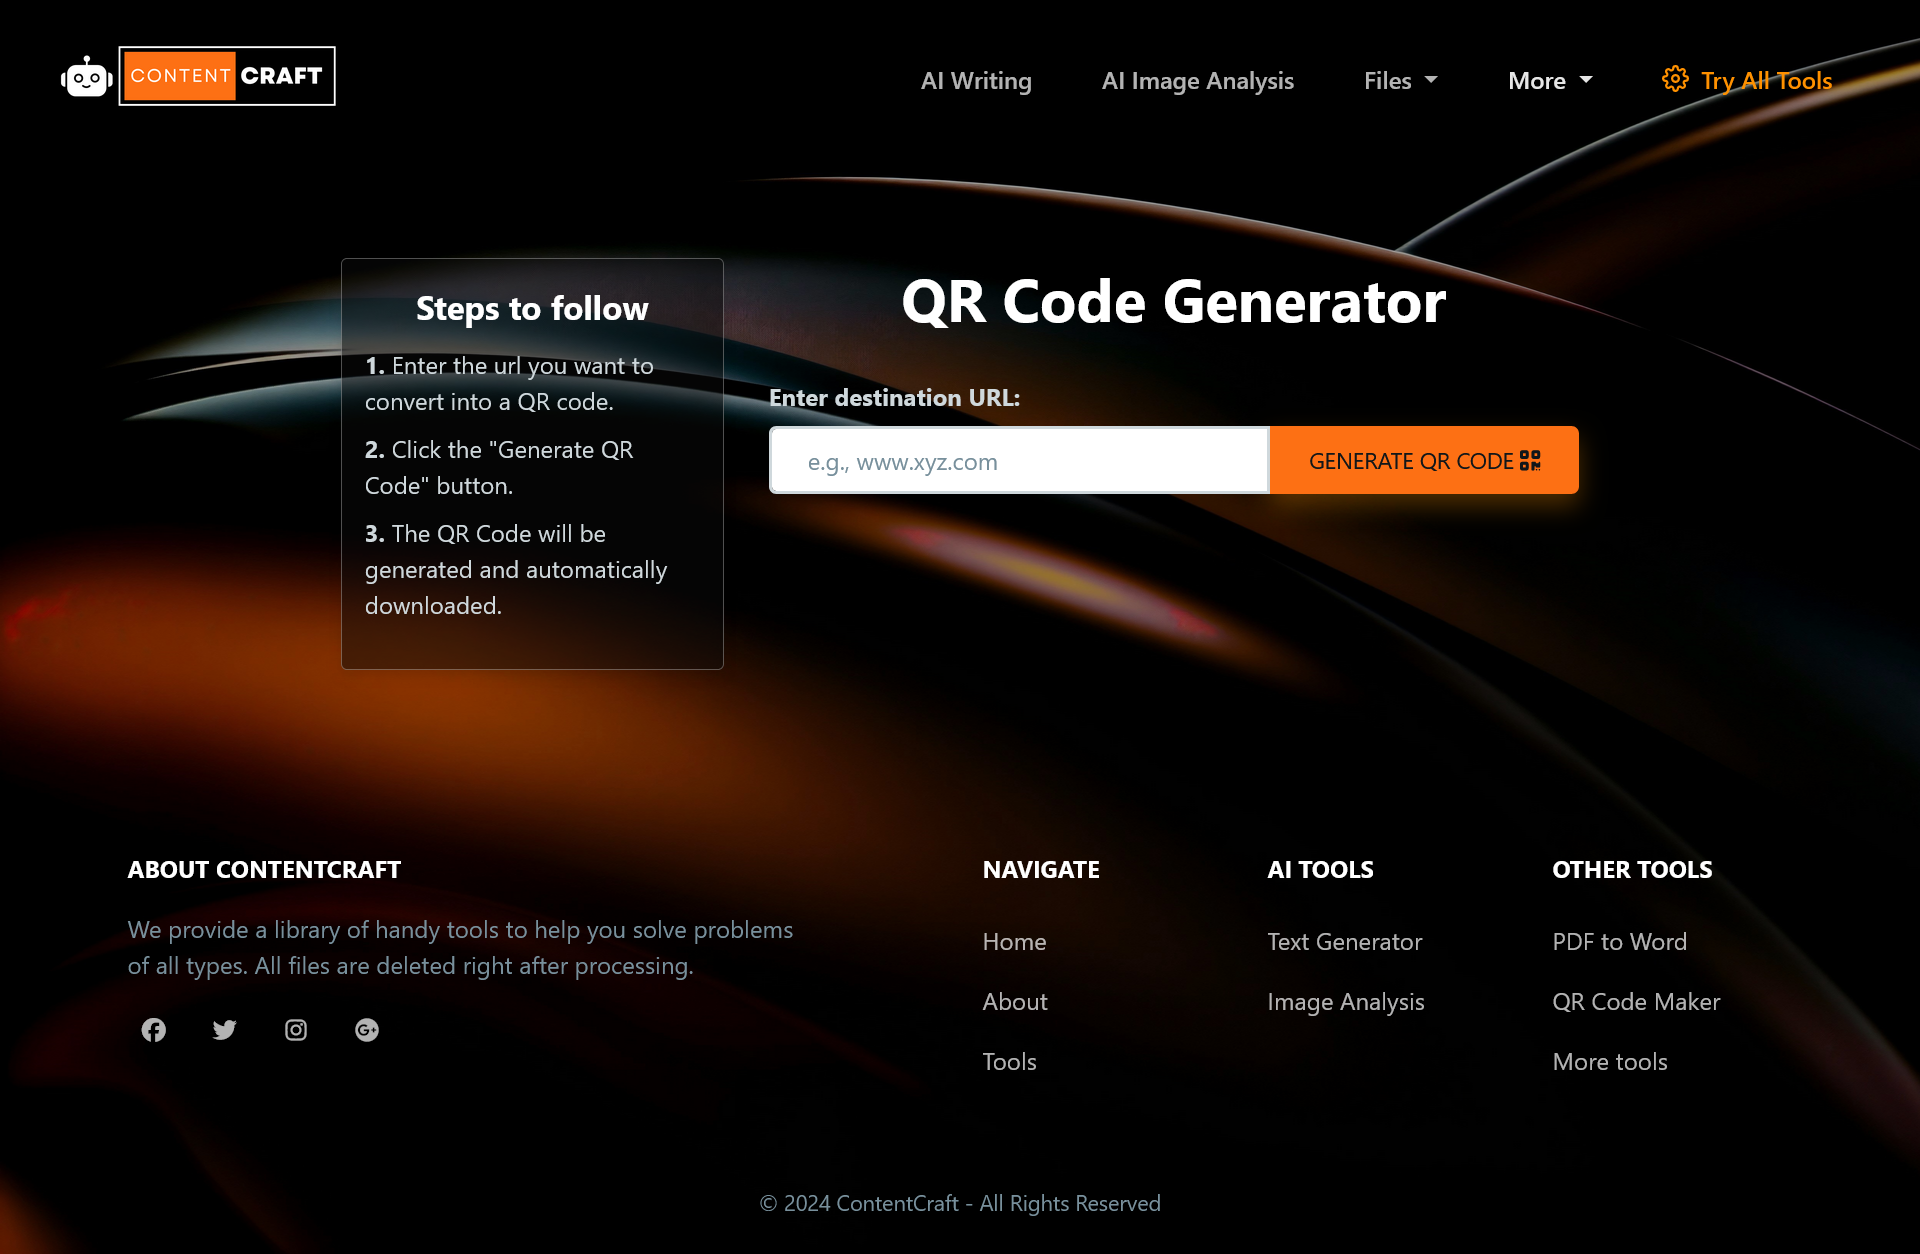 CONTENT CRAFT
AI Writing
AI Image Analysis
Files
More
Try All Tools
Steps to follow
1. Enter the url you want to
convert into a QR code.
2. Click the "Generate QR
Code" button.
3. The QR Code will be
generated and automatically
downloaded.
QR Code Generator
Enter destination URL:
e.g., www.xyz.com
GENERATE QR CODE
ABOUT CONTENTCRAFT
We provide a library of handy tools to help you solve problems
of all types. All files are deleted right after processing.
NAVIGATE
Home
About
Tools
AI TOOLS
Text Generator
Image Analysis
OTHER TOOLS
PDF to Word
QR Code Maker
More tools
© 2024 ContentCraft - All Rights Reserved